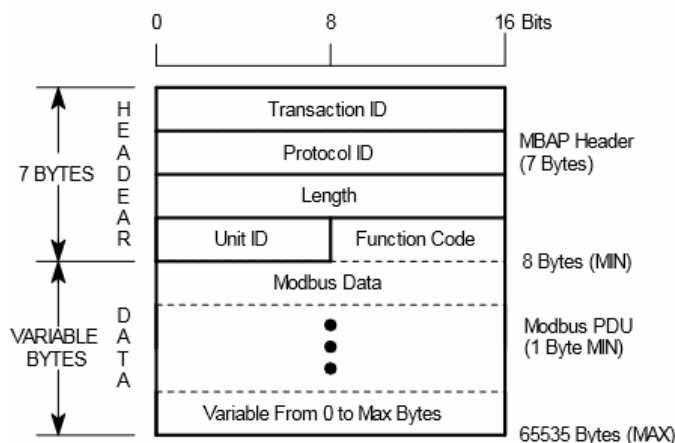 0 8 16 Bits
HEADEAR
7 BYTES
Transaction ID
Protocol ID
MBAP Header
(7 Bytes)
Length
Unit ID Function Code
8 Bytes (MIN)
Modbus Data
DATA
VARIABLE
BYTES
Modbus PDU
(1 Byte MIN)
Variable From 0 to Max Bytes
65535 Bytes (MAX)